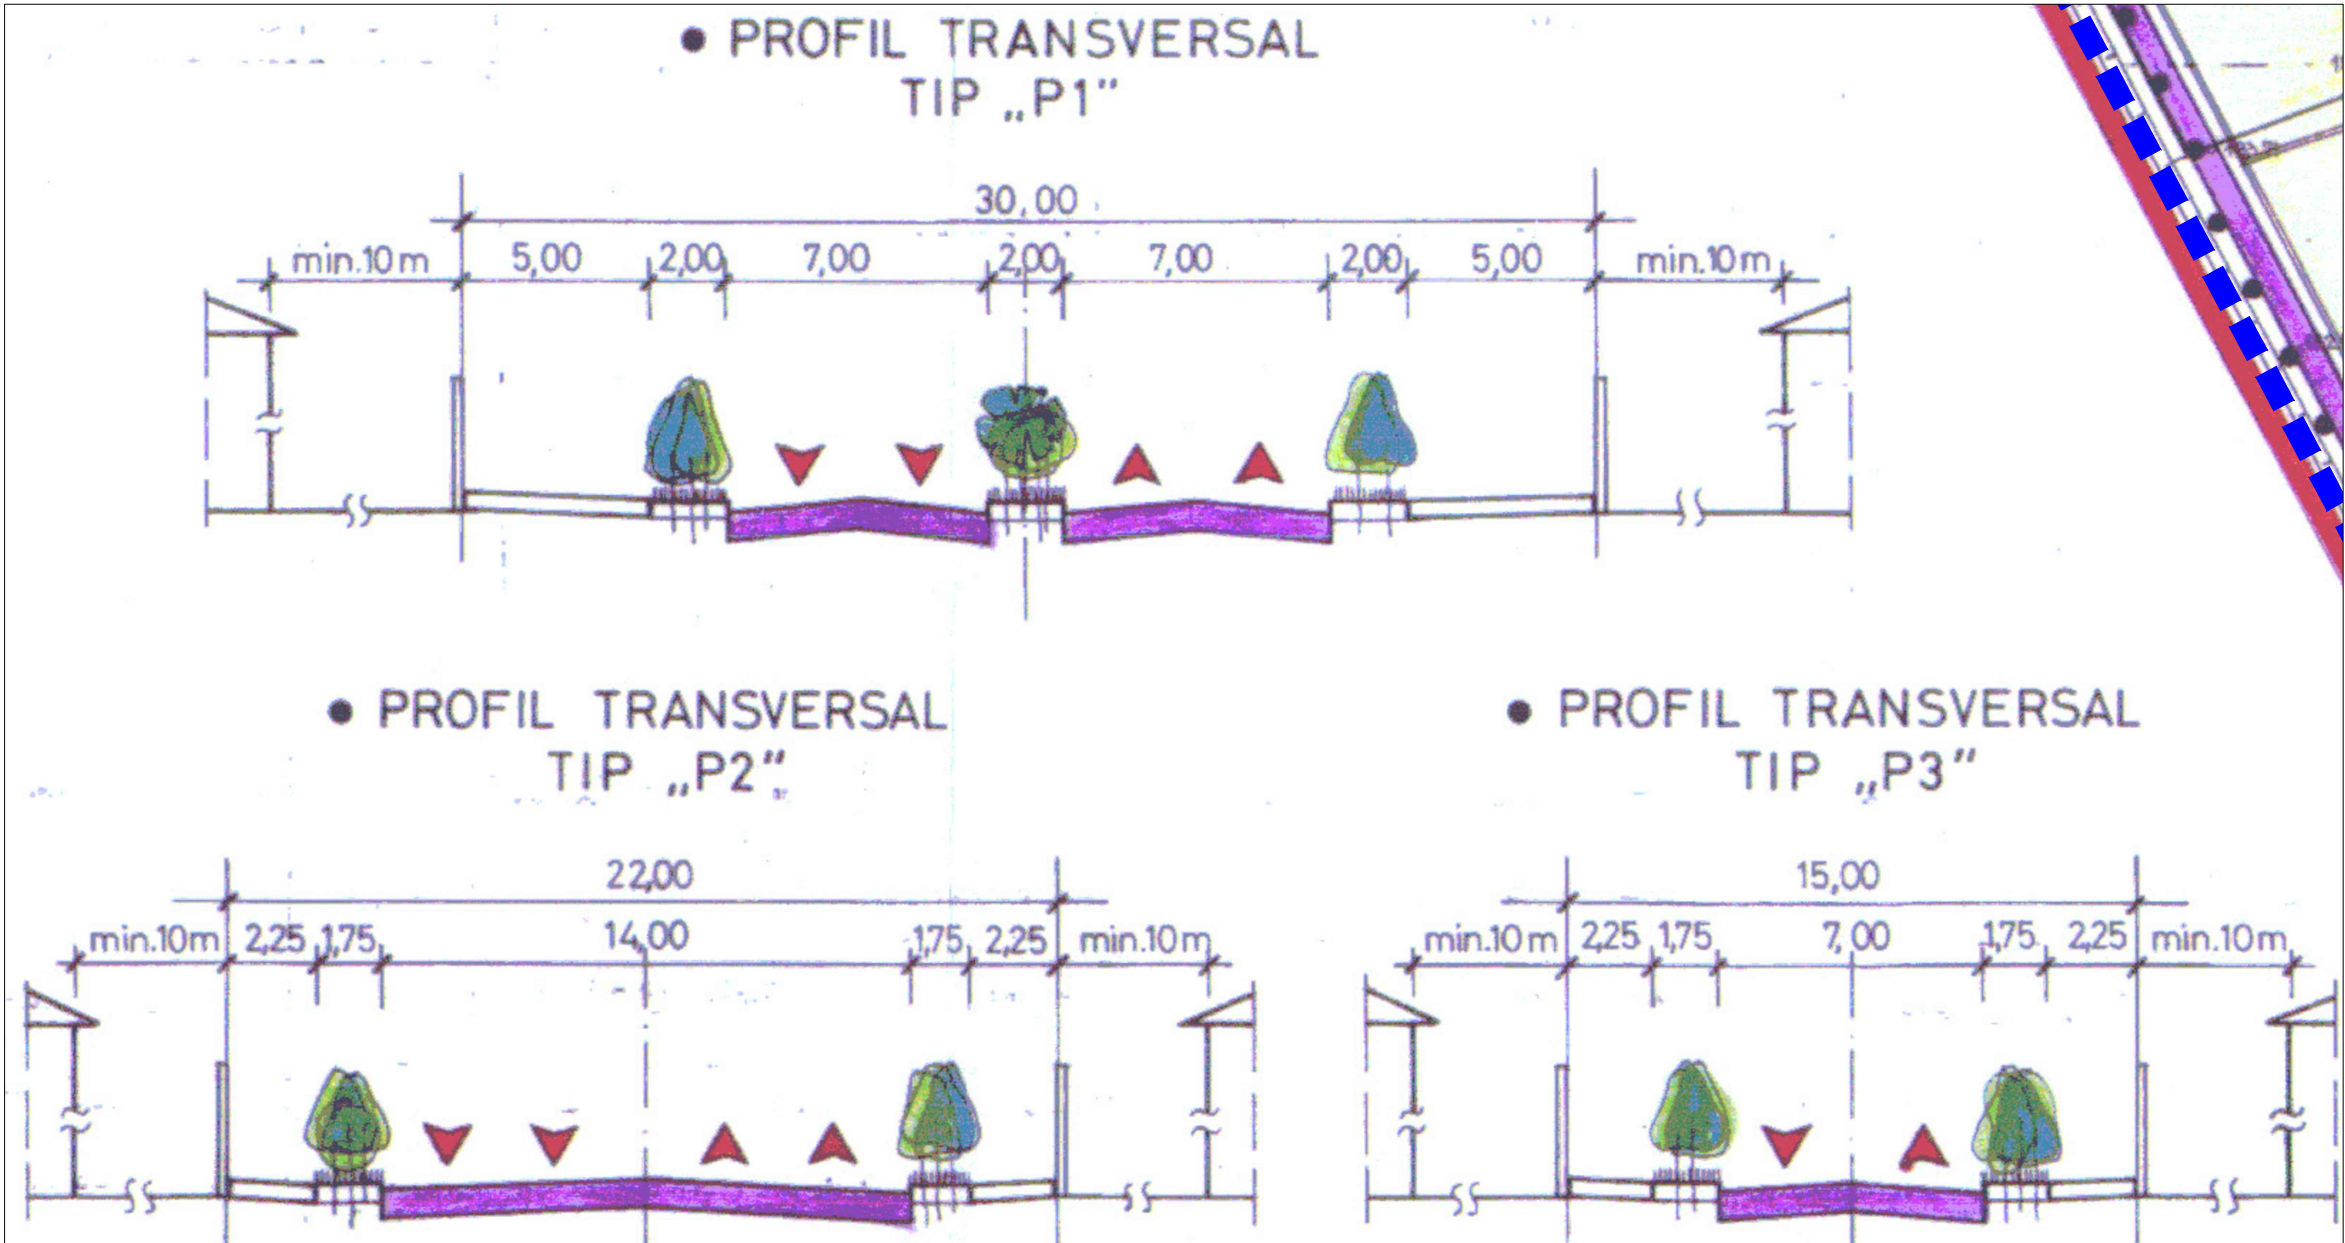 ● PROFIL TRANSVERSAL
TIP „P1”
30,00
min.10m 5,00 2,00 7,00 2,00 7,00 2,00 5,00 min.10m
● PROFIL TRANSVERSAL
TIP „P2”
22,00
min.10m 2,25 1,75 14,00 1,75 2,25 min.10m
● PROFIL TRANSVERSAL
TIP „P3”
15,00
min.10m 2,25 1,75 7,00 1,75 2,25 min.10m